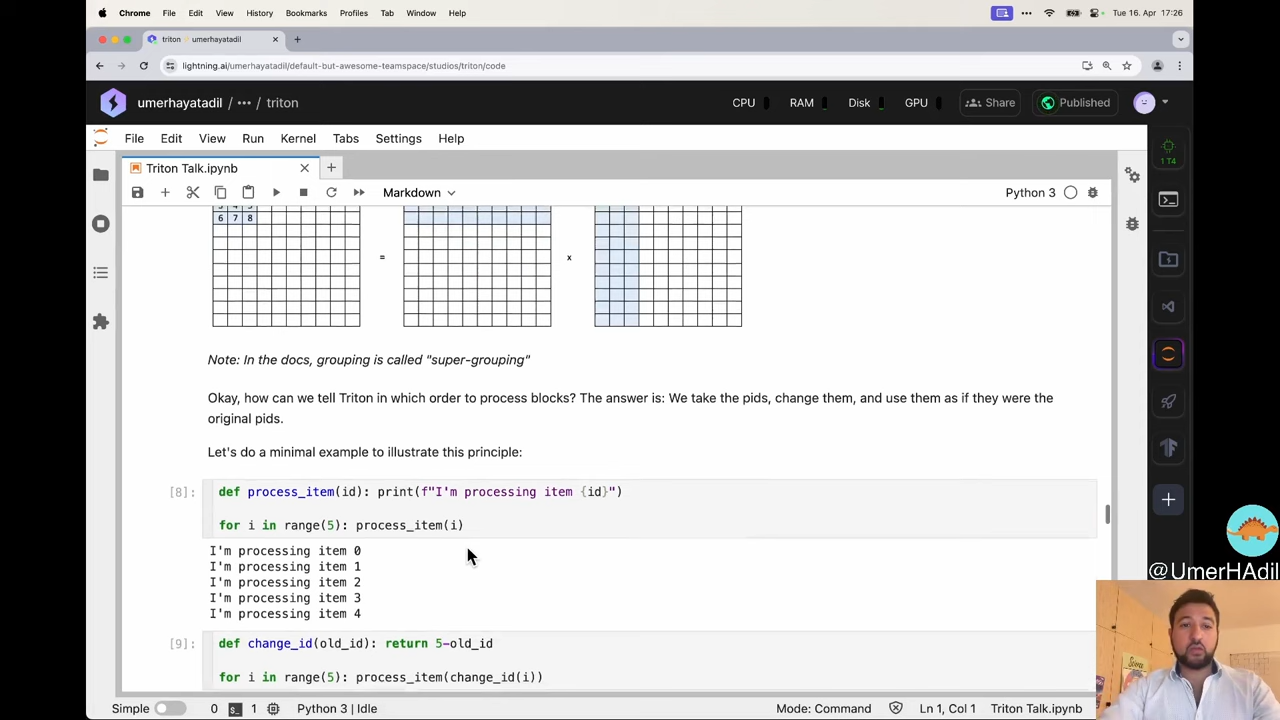 Chrome File Edit View History Bookmarks Profiles Tab Window Help Tue 16. Apr 17:26
triton umerhayatadil
lightning.ai/umerhayatadil/default-but-awesome-teamspace/studios/triton/code
umerhayatadil / ••• / triton CPU RAM Disk GPU Share Published
File Edit View Run Kernel Tabs Settings Help
Triton Talk.ipynb
1 T4
Markdown Python 3
6 7 8
= x
Note: In the docs, grouping is called "super-grouping"
Okay, how can we tell Triton in which order to process blocks? The answer is: We take the pids, change them, and use them as if they were the
original pids.
Let's do a minimal example to illustrate this principle:
[8]: def process_item(id): print(f"I'm processing item {id}")
for i in range(5): process_item(i)
I'm processing item 0
I'm processing item 1
I'm processing item 2
I'm processing item 3
I'm processing item 4
@UmerHAdil
[9]: def change_id(old_id): return 5-old_id
for i in range(5): process_item(change_id(i))
Simple 0 1 Python 3 | Idle Mode: Command Ln 1, Col 1 Triton Talk.ipynb